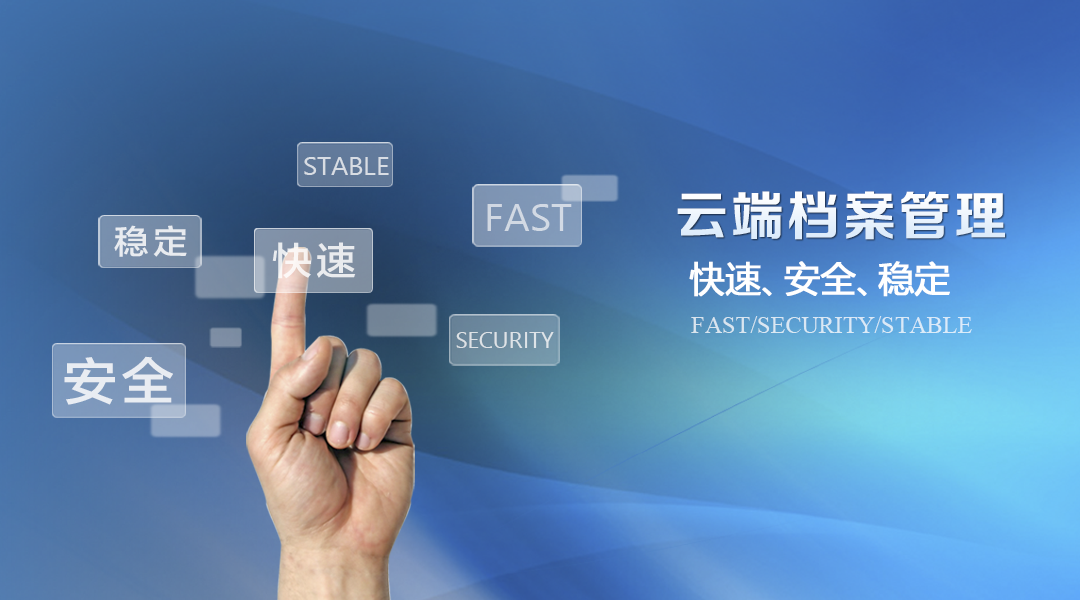 STABLE
FAST
稳定
快速
SECURITY
安全
云端档案管理
快速、安全、稳定
FAST/SECURITY/STABLE